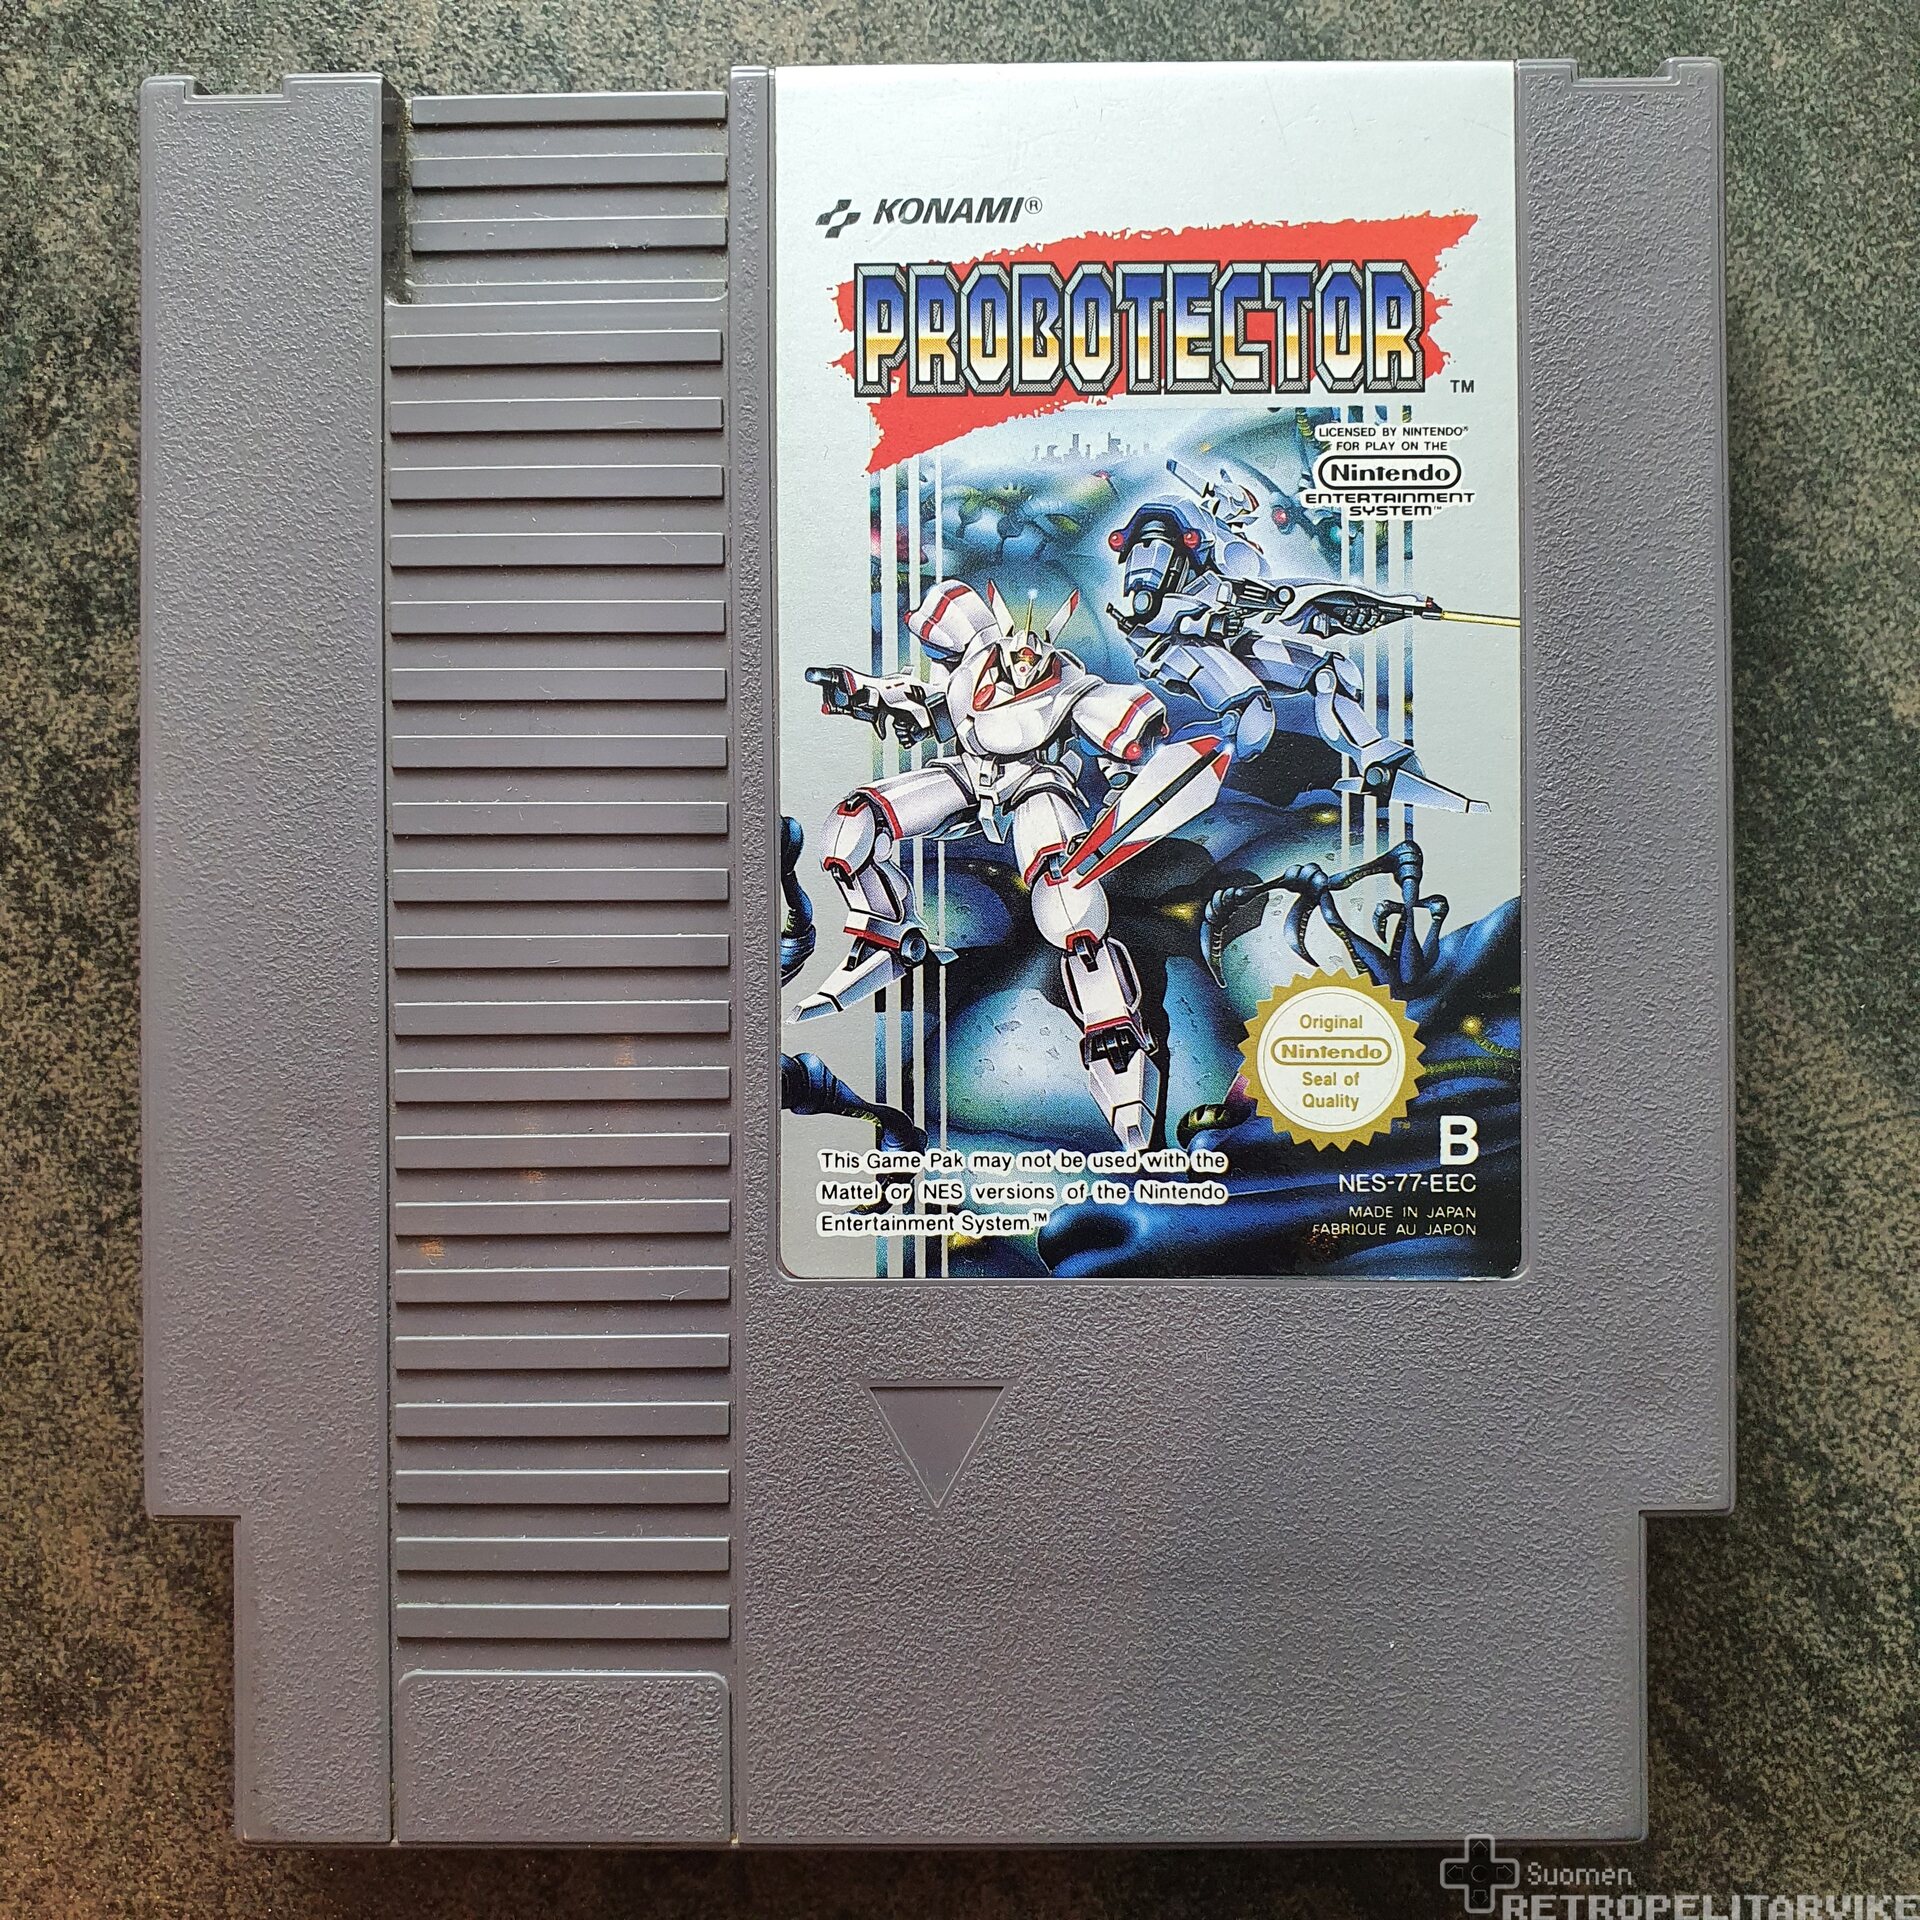 KONAMI®
PROBOTECTOR
TM
LICENSED BY NINTENDO®
FOR PLAY ON THE
Nintendo
ENTERTAINMENT
SYSTEM™
Original
Nintendo
Seal of
Quality
TM
B
NES-77-EEC
MADE IN JAPAN
FABRIQUE AU JAPON
This Game Pak may not be used with the
Mattel or NES versions of the Nintendo
Entertainment System™
Suomen
RETROPELITARVIKE